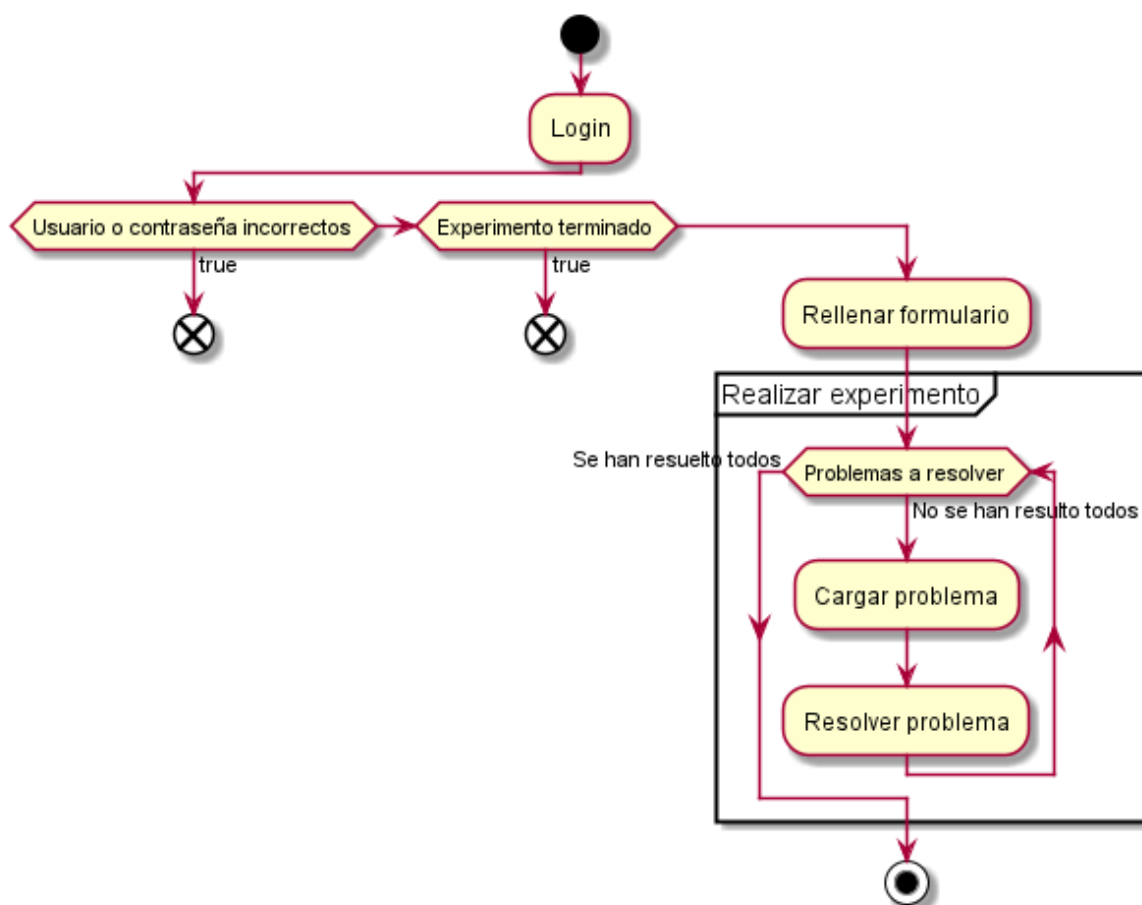 Login
Usuario o contraseña incorrectos
Experimento terminado
true
true
Rellenar formulario
Realizar experimento
Se han resuelto todos
Problemas a resolver
No se han resulto todos
Cargar problema
Resolver problema